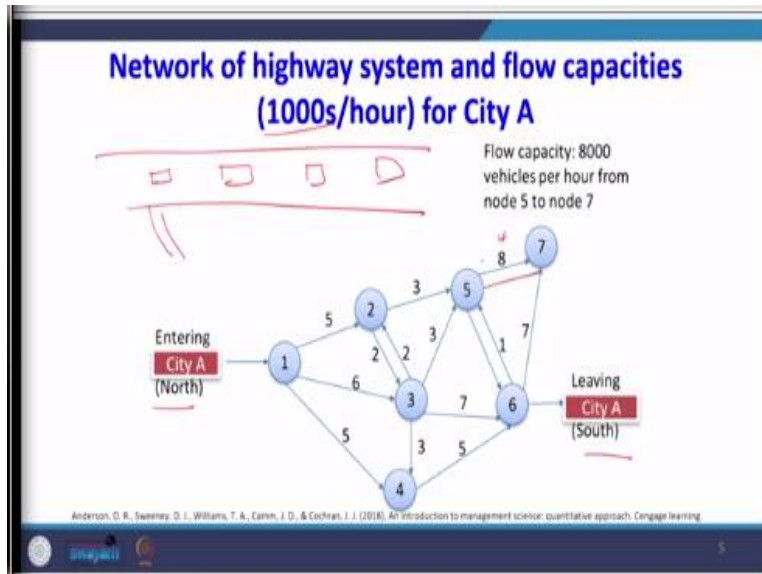 Network of highway system and flow capacities
(1000s/hour) for City A
Flow capacity: 8000
vehicles per hour from
node 5 to node 7
7
8
5
3
2
5
Entering
City A
(North)
1
2
2
3
1
7
6
3
7
6
Leaving
City A
(South)
5
3
5
4
Anderson, D. R., Sweeney, D. J., Williams, T. A., Camm, J. D., & Cochran, J. J. (2018). An introduction to management science: quantitative approach. Cengage learning.
swayam
5